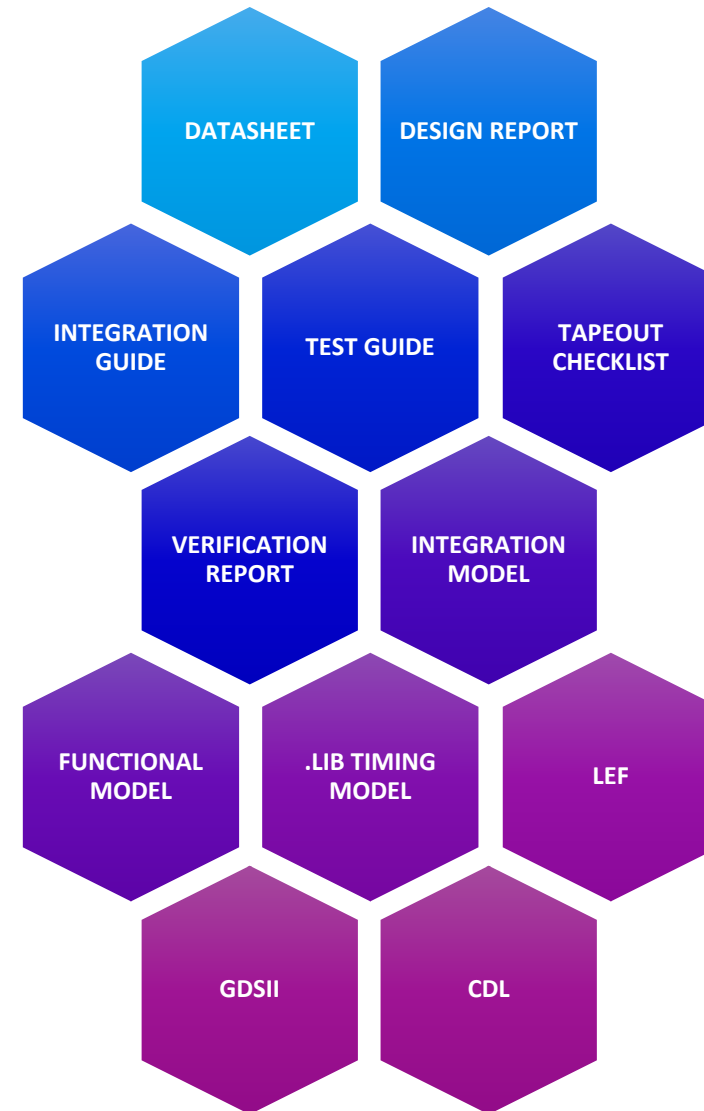 DATASHEET
DESIGN REPORT
INTEGRATION
GUIDE
TEST GUIDE
TAPEOUT
CHECKLIST
VERIFICATION
REPORT
INTEGRATION
MODEL
FUNCTIONAL
MODEL
.LIB TIMING
MODEL
LEF
GDSII
CDL